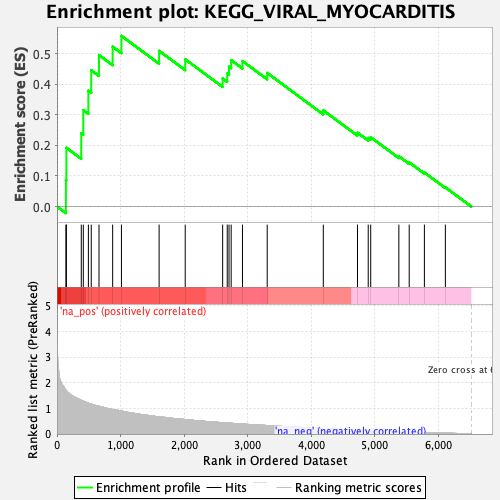 Enrichment plot: KEGG_VIRAL_MYOCARDITIS
Enrichment score (ES)
0.5
0.4
0.3
0.2
0.1
0.0
Ranked list metric (PreRanked)
5
4
3
2
1
0
'na_pos' (positively correlated)
Zero cross at 6
'na_neg' (negatively correlated)
0
1,000
2,000
3,000
4,000
5,000
6,000
Rank in Ordered Dataset
Enrichment profile
Hits
Ranking metric scores